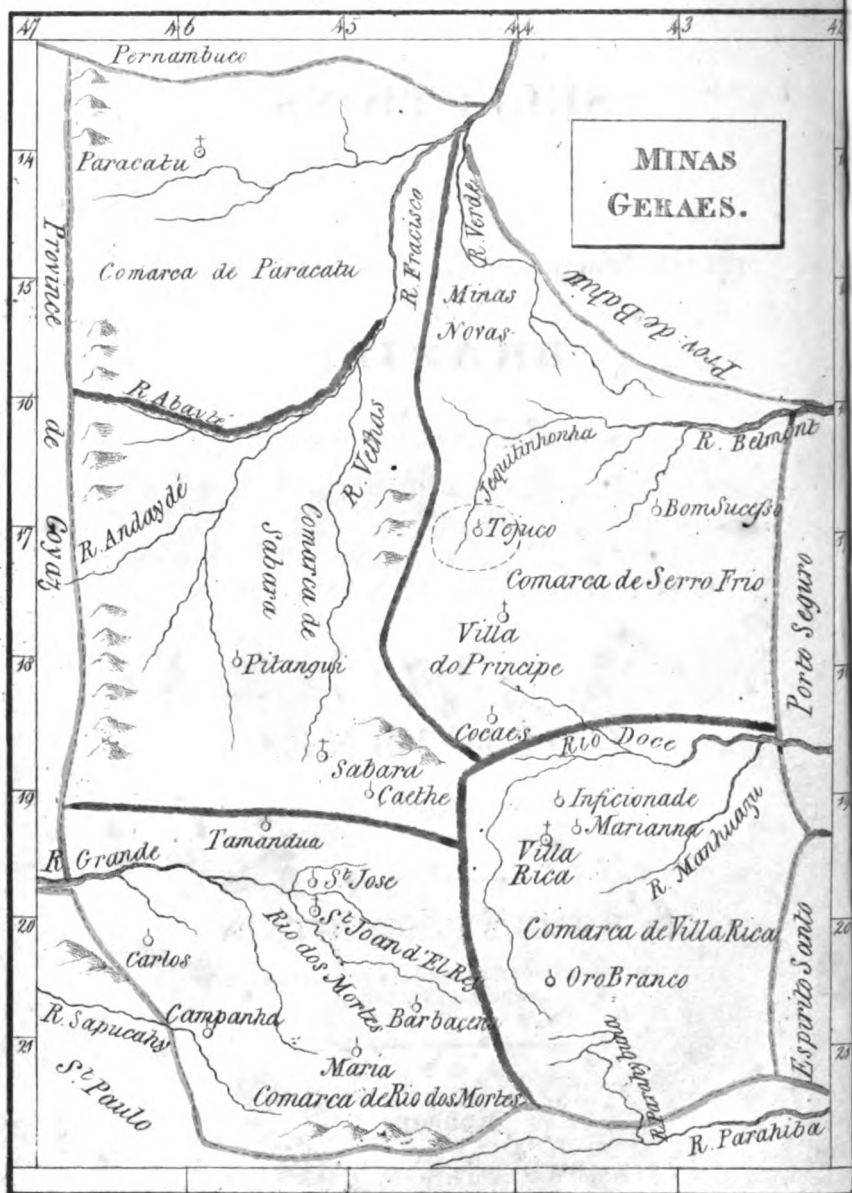 47 46 45 44 43 42
Pernambuco
MINAS
GERAES.
14
Paracatu
R. Verde
R. Fracisco
Province de Goyaz
Comarca de Paracatu
15
Minas
Novas
Prov. de Bahia
16
R. Abayté
R. Velhas
Jequitinhonha
R. Belmont
R. Andaydé
Comarca de
Sabara
Bom Sucesso
17
Tejuco
Comarca de Serro Frio
Villa
do Principe
Porto Seguro
18
Pitangui
Cocaes
Rio Doce
Sabara
Caethe
19
Inficionade
Marianna
Villa
Rica
R. Manhuazu
Tamandua
R. Grande
St. Jose
St. Joan d'El Rey
Rio dos Mortes
20
Carlos
Comarca de Villa Rica
Oro Branco
Espirito Santo
Barbacena
Campanha
R. Sapucahy
21
Maria
Comarca de Rio dos Mortes
St. Paulo
R. Parahybuna
R. Parahiba